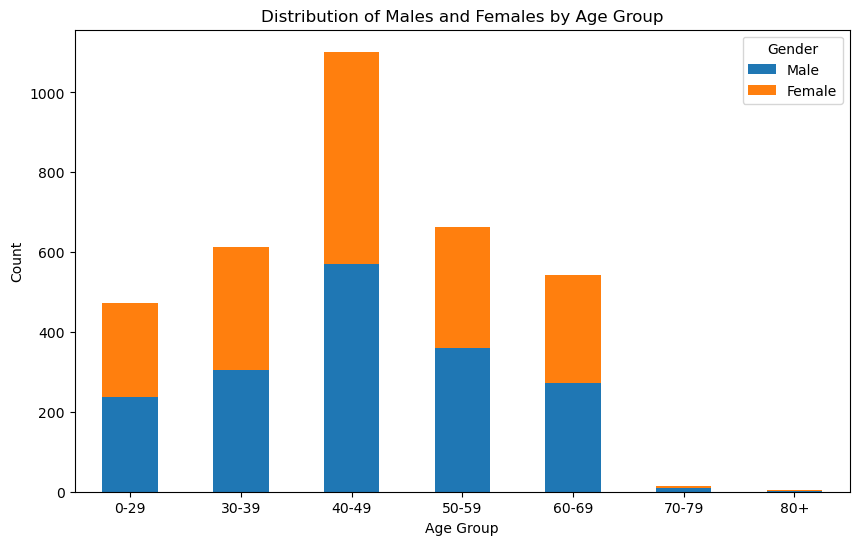 Distribution of Males and Females by Age Group
Gender
Male
Female
1000
800
600
400
200
0
Count
0-29 30-39 40-49 50-59 60-69 70-79 80+
Age Group